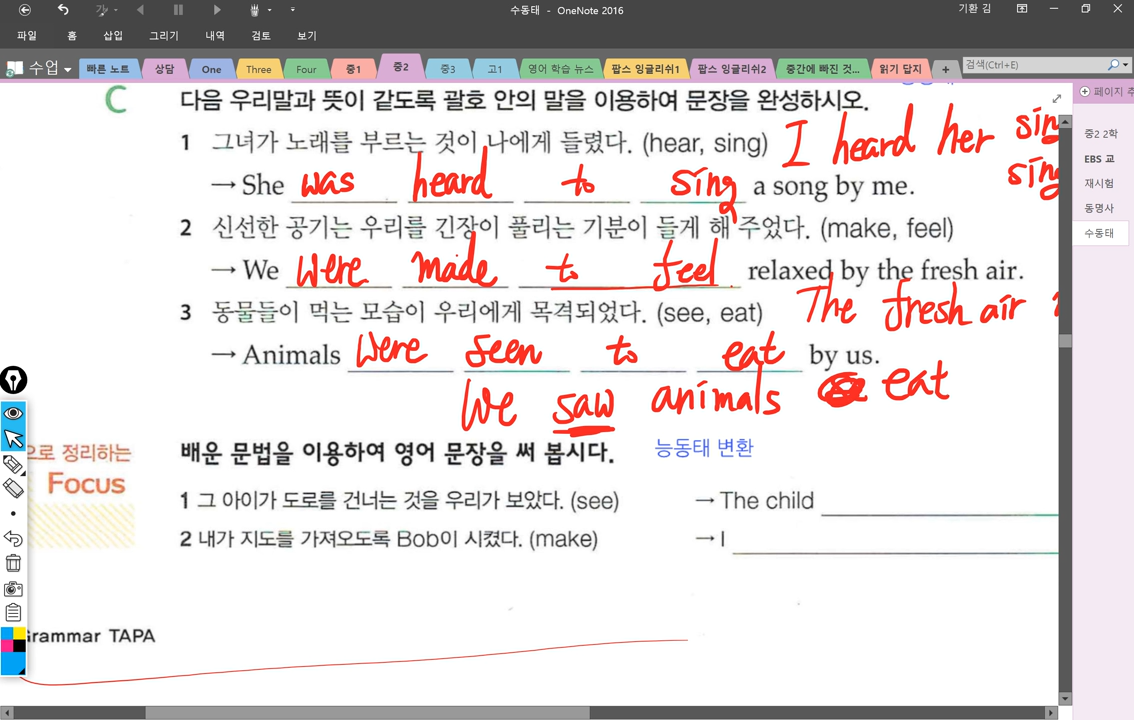 수동태 - OneNote 2016
기환 김
파일 홈 삽입 그리기 내역 검토 보기
수업 빠른 노트 상담 One Three Four 중1 중2 중3 고1 영어 학습 뉴스 팝스 잉글리쉬1 팝스 잉글리쉬2 중간에 빠진 것... 읽기 답지 + 검색(Ctrl+E)
페이지 추
C 다음 우리말과 뜻이 같도록 괄호 안의 말을 이용하여 문장을 완성하시오.
1 그녀가 노래를 부르는 것이 나에게 들렸다. (hear, sing) I heard her sing
sing
→ She was heard to sing a song by me.
2 신선한 공기는 우리를 긴장이 풀리는 기분이 들게 해 주었다. (make, feel)
→ We were made to feel relaxed by the fresh air.
3 동물들이 먹는 모습이 우리에게 목격되었다. (see, eat) The fresh air
→ Animals were seen to eat by us.
We saw animals eat
중2 2학
EBS 교
재시험
동명사
수동태
으로 정리하는
Focus
배운 문법을 이용하여 영어 문장을 써 봅시다. 능동태 변환
1 그 아이가 도로를 건너는 것을 우리가 보았다. (see) → The child
2 내가 지도를 가져오도록 Bob이 시켰다. (make) → I
Grammar TAPA